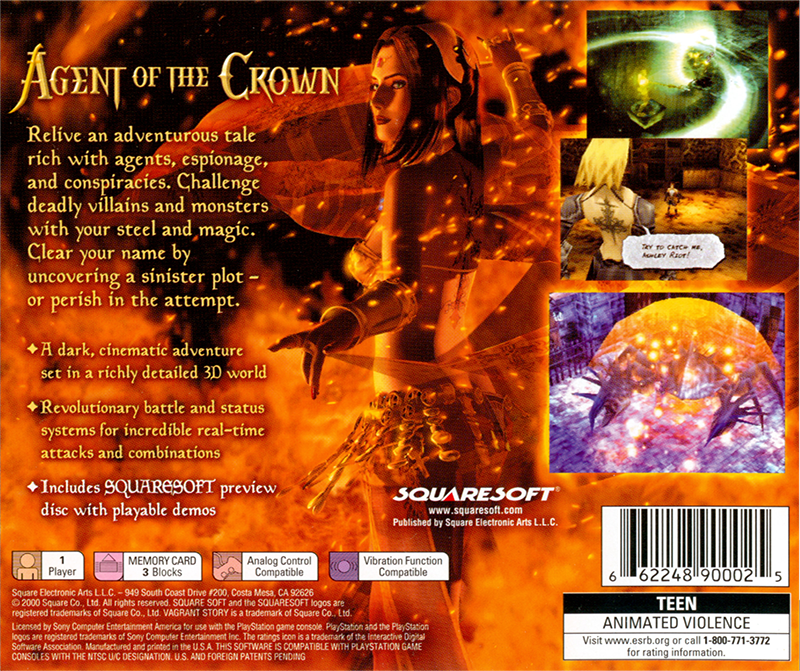 AGENT OF THE CROWN
Relive an adventurous tale
rich with agents, espionage,
and conspiracies. Challenge
deadly villains and monsters
with your steel and magic.
Clear your name by
uncovering a sinister plot –
or perish in the attempt.
✦A dark, cinematic adventure
set in a richly detailed 3D world
✦Revolutionary battle and status
systems for incredible real-time
attacks and combinations
✦Includes SQUARESOFT preview
disc with playable demos
TRY TO CATCH ME,
ASHLEY RIOT!
SQUARESOFT®
www.squaresoft.com
Published by Square Electronic Arts L.L.C.
1
Player
MEMORY CARD
3 Blocks
Analog Control
Compatible
Vibration Function
Compatible
Square Electronic Arts L.L.C. – 949 South Coast Drive #200, Costa Mesa, CA 92626
© 2000 Square Co., Ltd. All rights reserved. SQUARE SOFT and the SQUARESOFT logos are
registered trademarks of Square Co., Ltd. VAGRANT STORY is a trademark of Square Co., Ltd.
Licensed by Sony Computer Entertainment America for use with the PlayStation game console. PlayStation and the PlayStation
logos are registered trademarks of Sony Computer Entertainment Inc. The ratings icon is a trademark of the Interactive Digital
Software Association. Manufactured and printed in the U.S.A. THIS SOFTWARE IS COMPATIBLE WITH PLAYSTATION GAME
CONSOLES WITH THE NTSC U/C DESIGNATION. U.S. AND FOREIGN PATENTS PENDING
6 62248 90002 5
TEEN
ANIMATED VIOLENCE
Visit www.esrb.org or call 1-800-771-3772
for rating information.